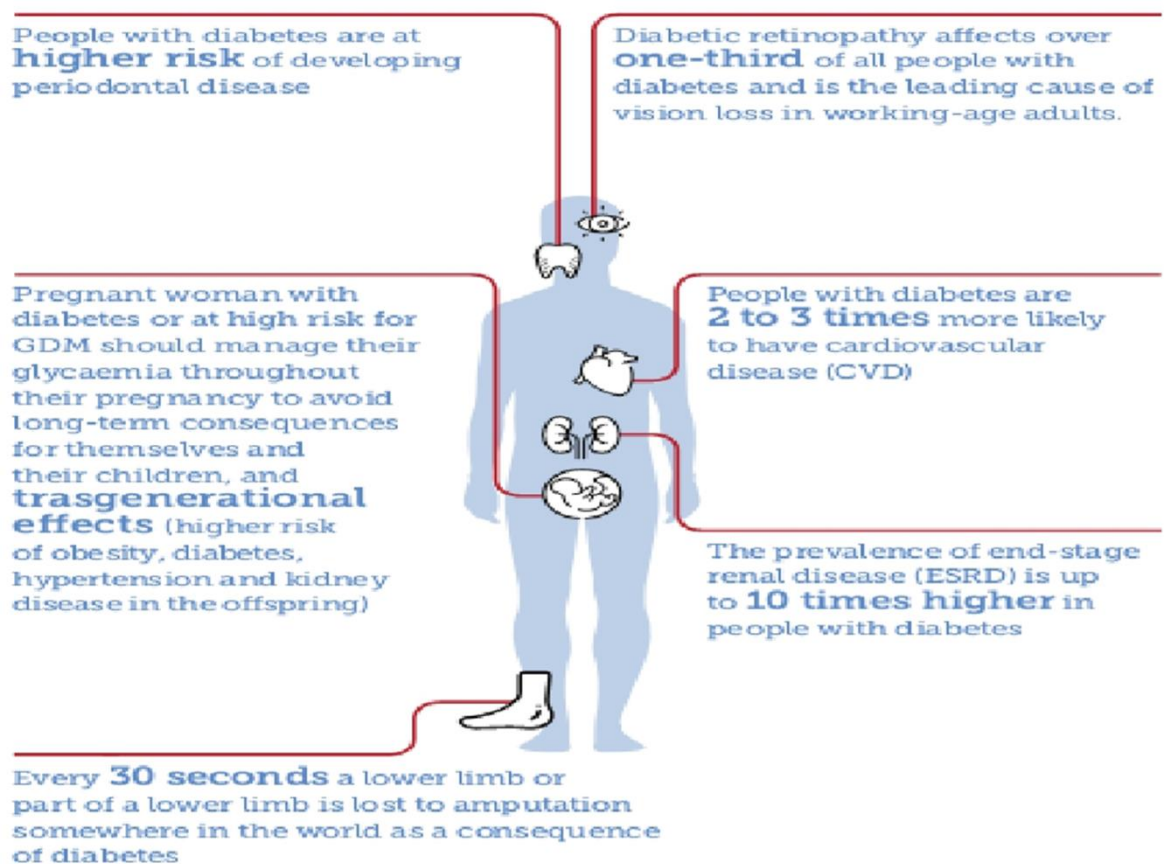 People with diabetes are at
higher risk of developing
periodontal disease
Diabetic retinopathy affects over
one-third of all people with
diabetes and is the leading cause of
vision loss in working-age adults.
Pregnant woman with
diabetes or at high risk for
GDM should manage their
glycaemia throughout
their pregnancy to avoid
long-term consequences
for themselves and
their children, and
trasgenerational
effects (higher risk
of obesity, diabetes,
hypertension and kidney
disease in the offspring)
People with diabetes are
2 to 3 times more likely
to have cardiovascular
disease (CVD)
The prevalence of end-stage
renal disease (ESRD) is up
to 10 times higher in
people with diabetes
Every 30 seconds a lower limb or
part of a lower limb is lost to amputation
somewhere in the world as a consequence
of diabetes